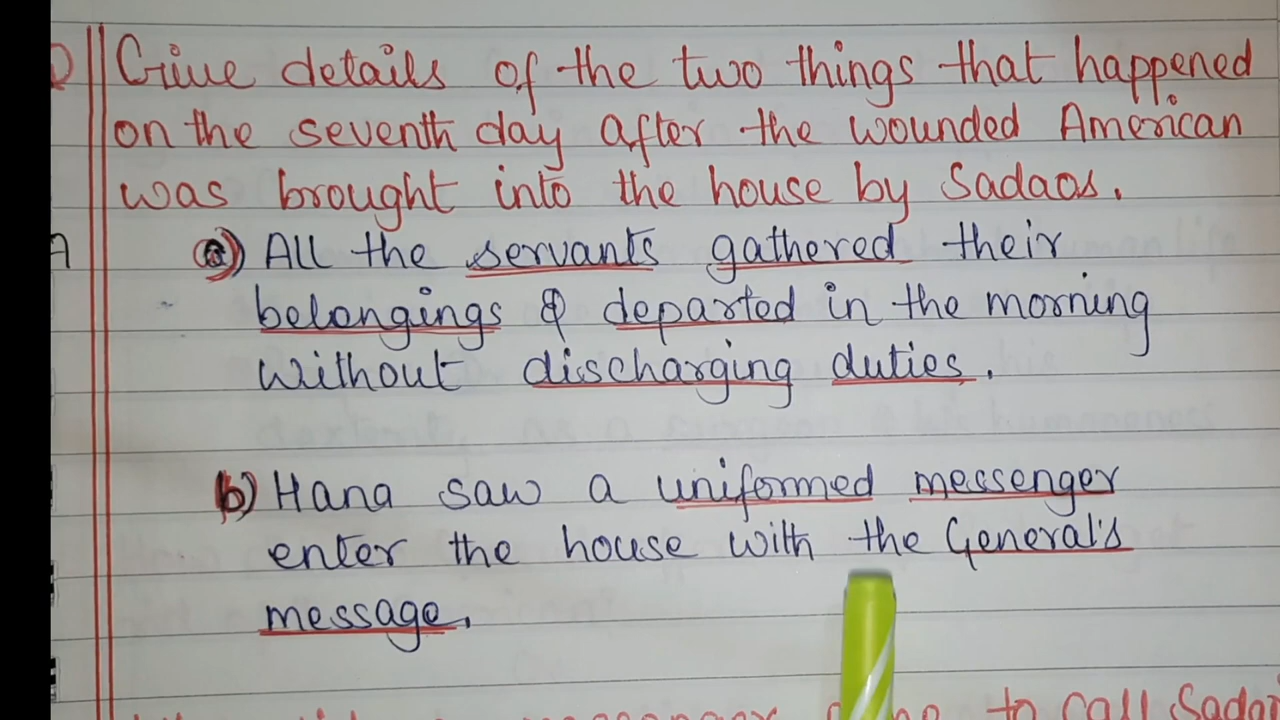 Give details of the two things that happened
on the seventh day after the wounded American
was brought into the house by Sadaos.
a) All the servants gathered their
belongings & departed in the morning
without discharging duties.
b) Hana saw a uniformed messenger
enter the house with the General's
message.
messenger to call Sadao